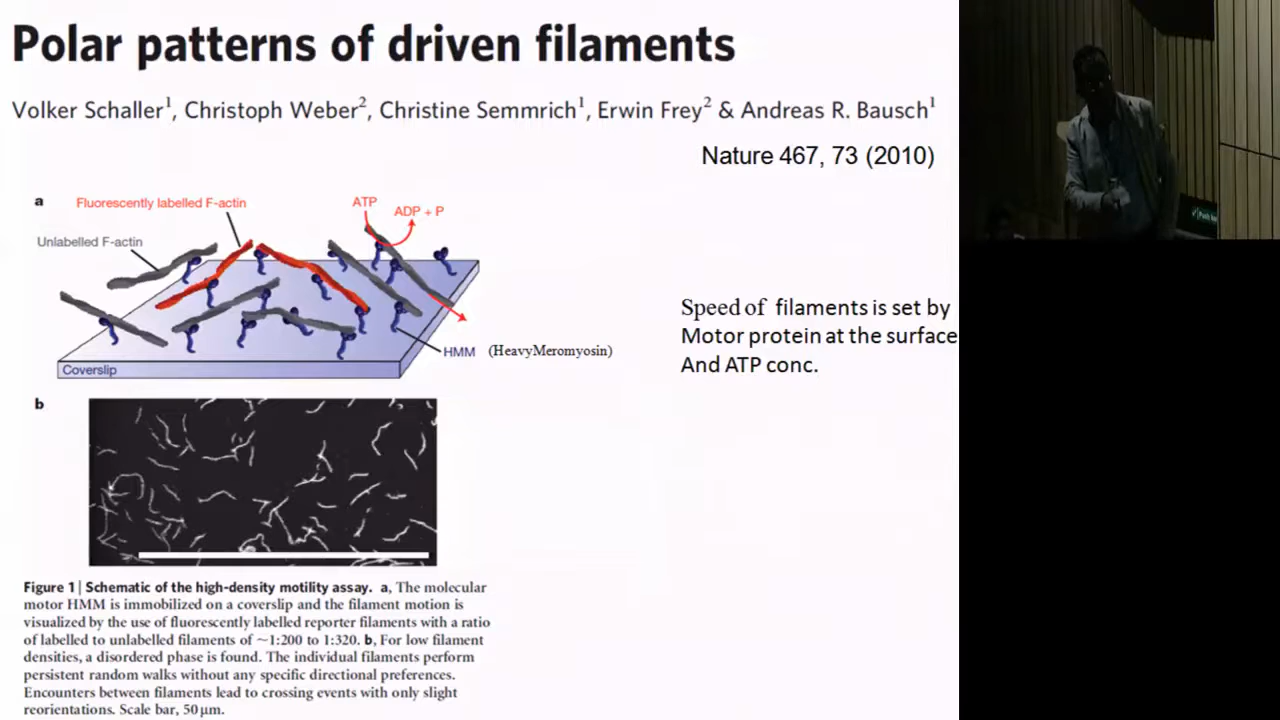 Polar patterns of driven filaments
Volker Schaller1, Christoph Weber2, Christine Semmrich1, Erwin Frey2 & Andreas R. Bausch1
Nature 467, 73 (2010)
a
Fluorescently labelled F-actin
ATP
ADP + P
Unlabelled F-actin
Speed of filaments is set by
Motor protein at the surface
And ATP conc.
HMM (HeavyMeromyosin)
Coverslip
b
Figure 1 | Schematic of the high-density motility assay. a, The molecular
motor HMM is immobilized on a coverslip and the filament motion is
visualized by the use of fluorescently labelled reporter filaments with a ratio
of labelled to unlabelled filaments of ~1:200 to 1:320. b, For low filament
densities, a disordered phase is found. The individual filaments perform
persistent random walks without any specific directional preferences.
Encounters between filaments lead to crossing events with only slight
reorientations. Scale bar, 50 µm.